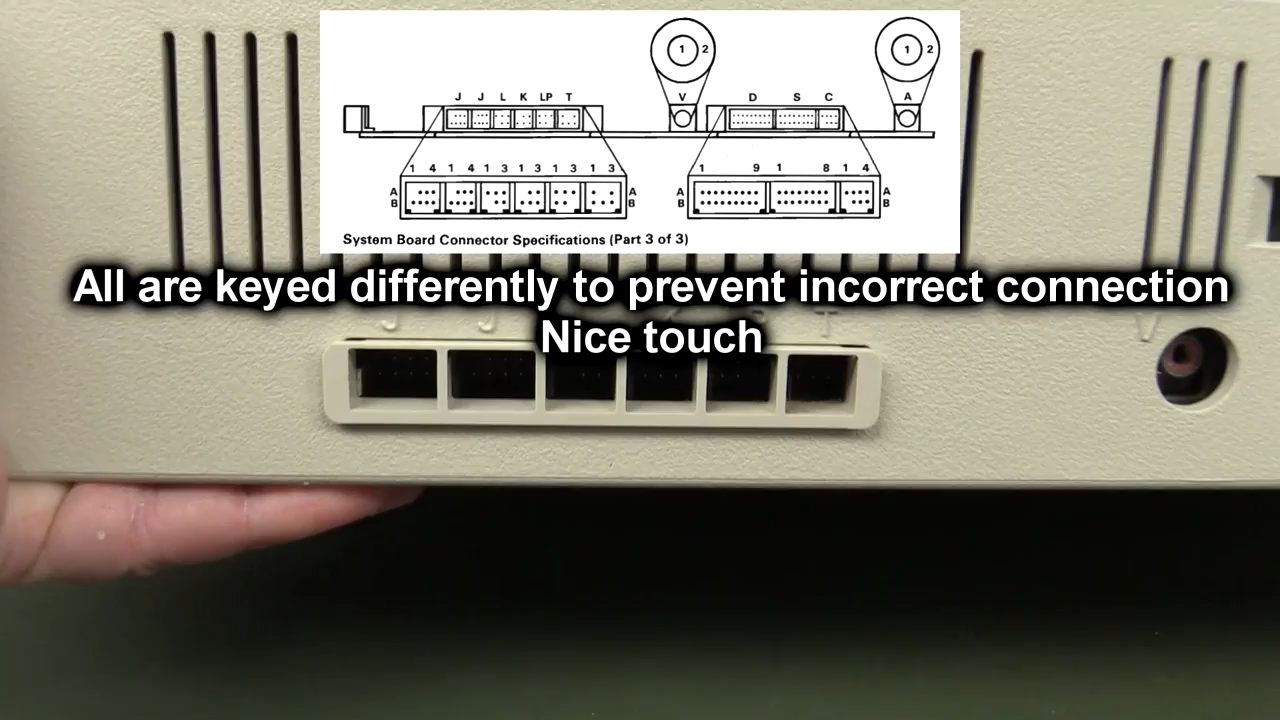 1 2 1 2
J J L K LP T V D S C A
1 4 1 4 1 3 1 3 1 3 1 3 1 9 1 8 1 4
A A A A
B B B B
System Board Connector Specifications (Part 3 of 3)
All are keyed differently to prevent incorrect connection
Nice touch
J J T V